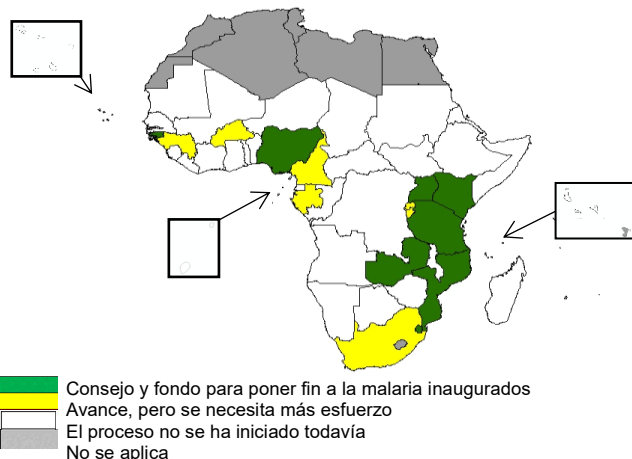 Consejo y fondo para poner fin a la malaria inaugurados
Avance, pero se necesita más esfuerzo
El proceso no se ha iniciado todavía
No se aplica